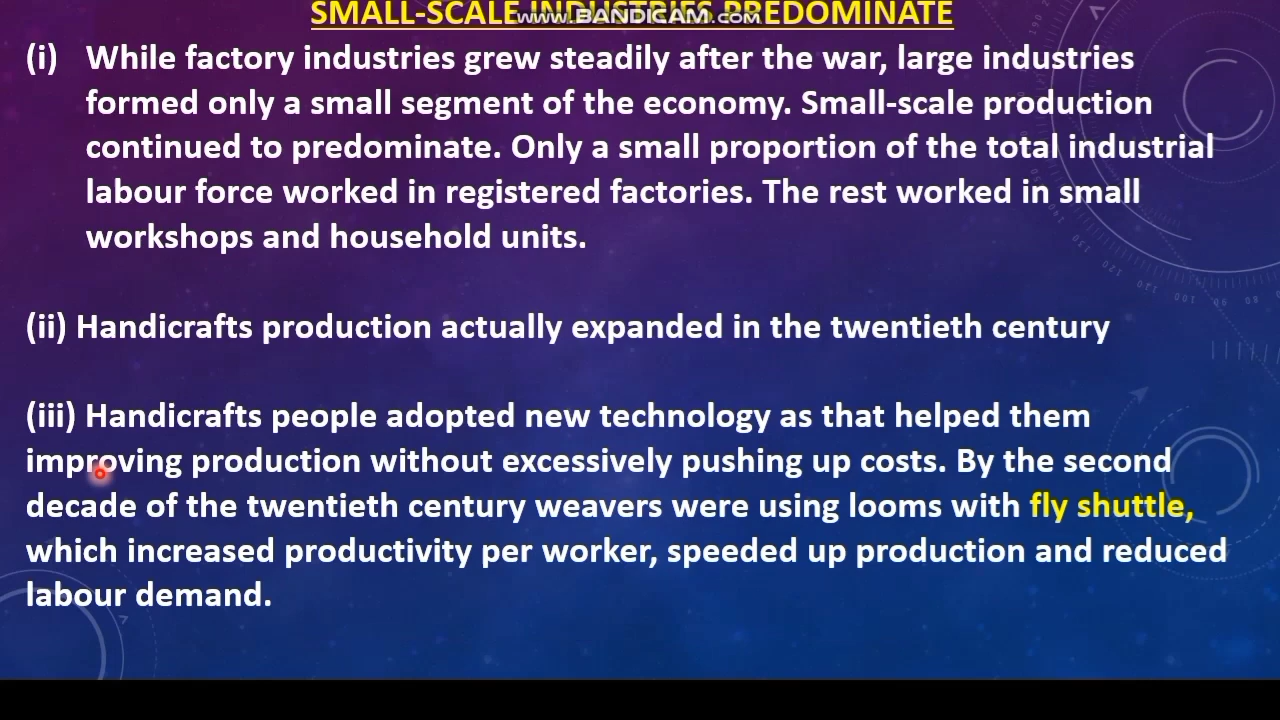 SMALL-SCALE INDUSTRIES PREDOMINATE
www.BANDICAM.com
(i) While factory industries grew steadily after the war, large industries
formed only a small segment of the economy. Small-scale production
continued to predominate. Only a small proportion of the total industrial
labour force worked in registered factories. The rest worked in small
workshops and household units.
(ii) Handicrafts production actually expanded in the twentieth century
(iii) Handicrafts people adopted new technology as that helped them
improving production without excessively pushing up costs. By the second
decade of the twentieth century weavers were using looms with fly shuttle,
which increased productivity per worker, speeded up production and reduced
labour demand.